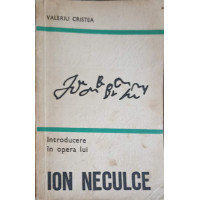 VALERIU CRISTEA
Introducere
în opera lui
ION NECULCE